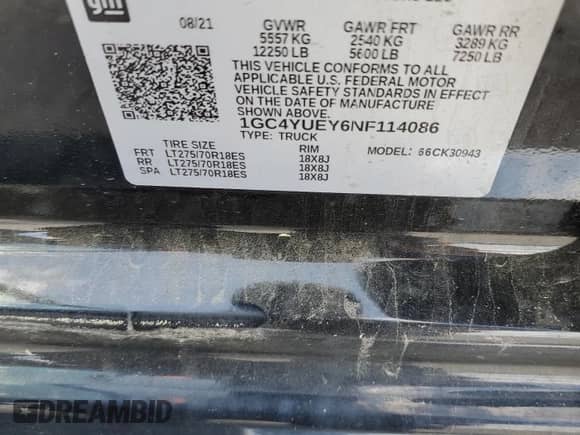 gm
08/21 GVWR GAWR FRT GAWR RR
5557 KG 2540 KG 3289 KG
12250 LB 5600 LB 7250 LB
THIS VEHICLE CONFORMS TO ALL
APPLICABLE U.S. FEDERAL MOTOR
VEHICLE SAFETY STANDARDS IN
EFFECT ON THE DATE OF MANUFACTURE
SHOWN ABOVE.
1GC4YUEY6NF114086
TYPE: TRUCK MODEL: 66CK30943
TIRE SIZE RIM
FRT LT275/70R18ES 18X8J
RR LT275/70R18ES 18X8J
SPA LT275/70R18ES 18X8J
DREAMBID